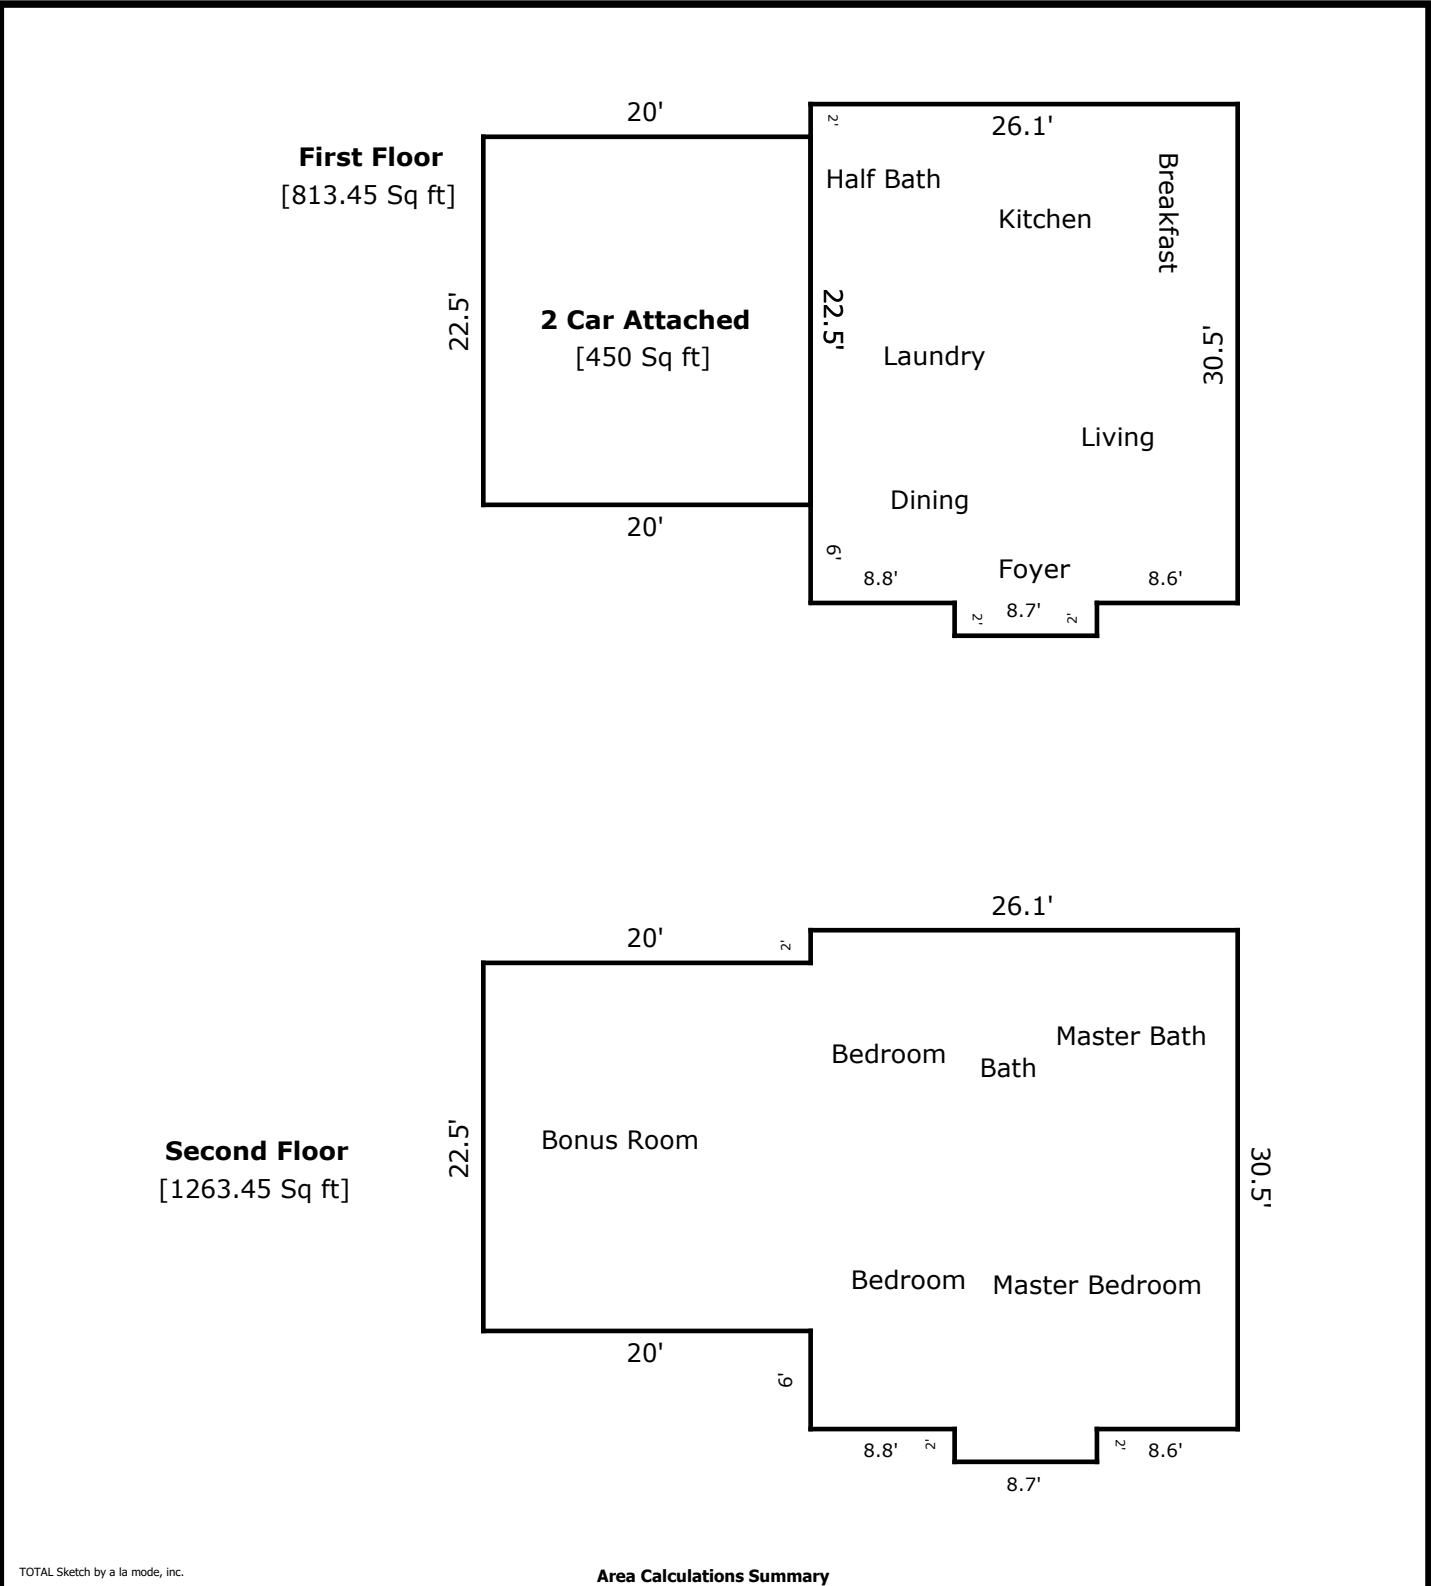 20'
2'
26.1'
First Floor
[813.45 Sq ft]
Half Bath
Kitchen
Breakfast
22.5'
2 Car Attached
[450 Sq ft]
22.5'
Laundry
30.5'
Living
Dining
20'
6'
8.8'
Foyer
8.6'
2'
8.7'
2'
26.1'
20'
2'
Master Bath
Bedroom
Bath
22.5'
Bonus Room
Second Floor
[1263.45 Sq ft]
30.5'
Bedroom
Master Bedroom
20'
6'
8.8'
2'
2'
8.6'
8.7'
TOTAL Sketch by a la mode, inc.
Area Calculations Summary